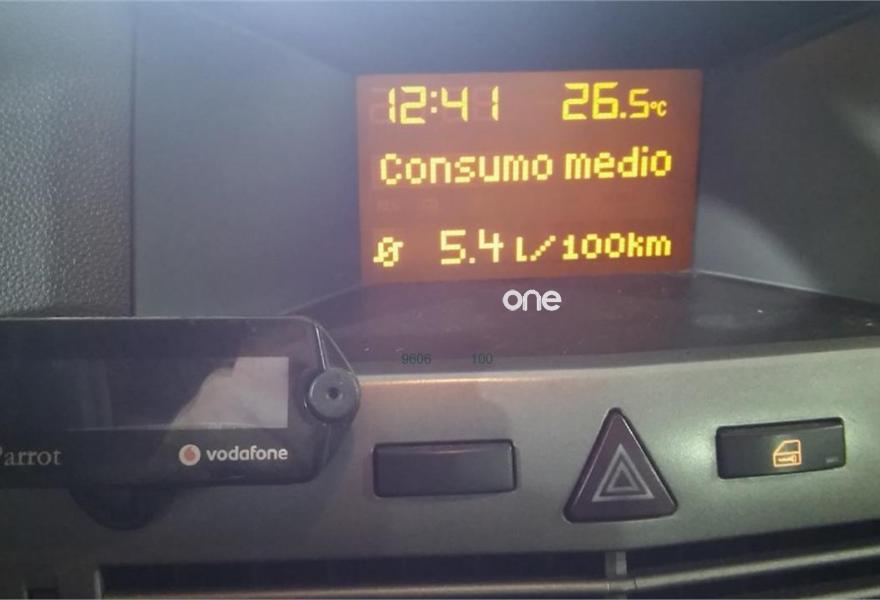 12:41 26.5°C
Consumo medio
Ø 5.4 l/100km
one
9606 100
Parrot
vodafone